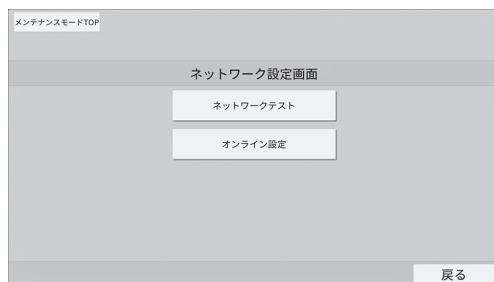 メンテナンスモードTOP
ネットワーク設定画面
ネットワークテスト
オンライン設定
戻る